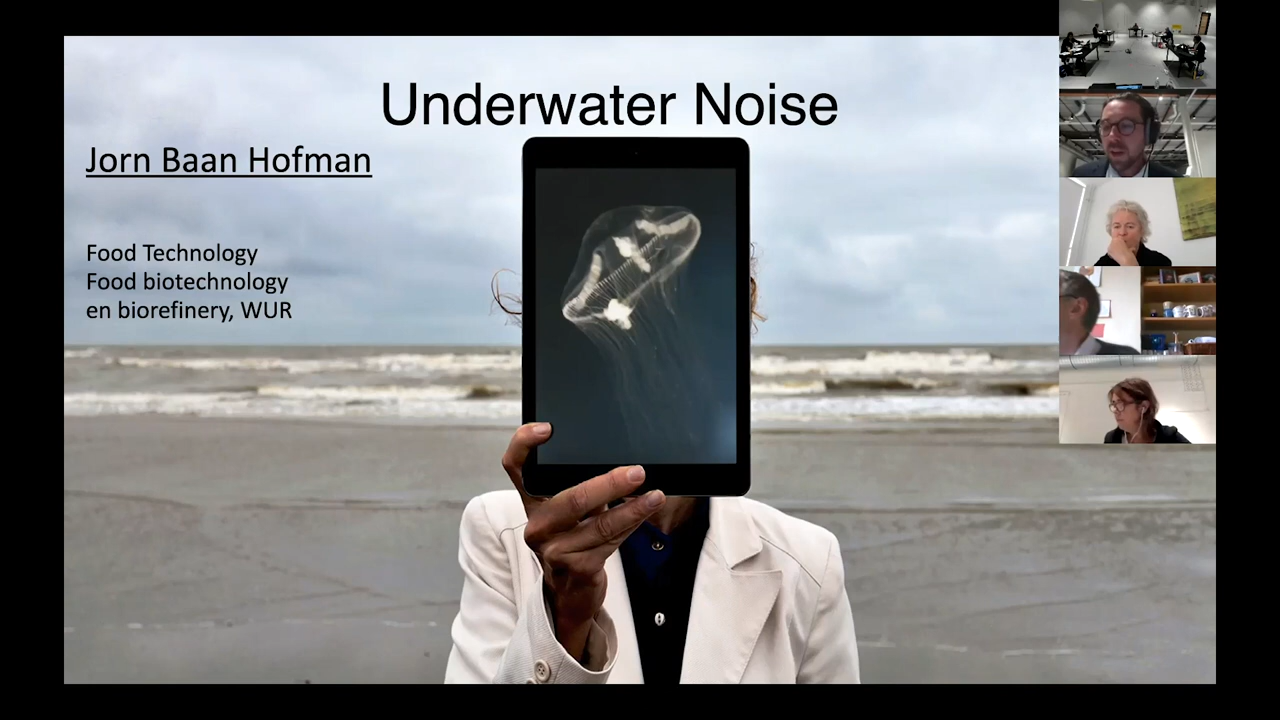 Underwater Noise
Jorn Baan Hofman
Food Technology
Food biotechnology
en biorefinery, WUR